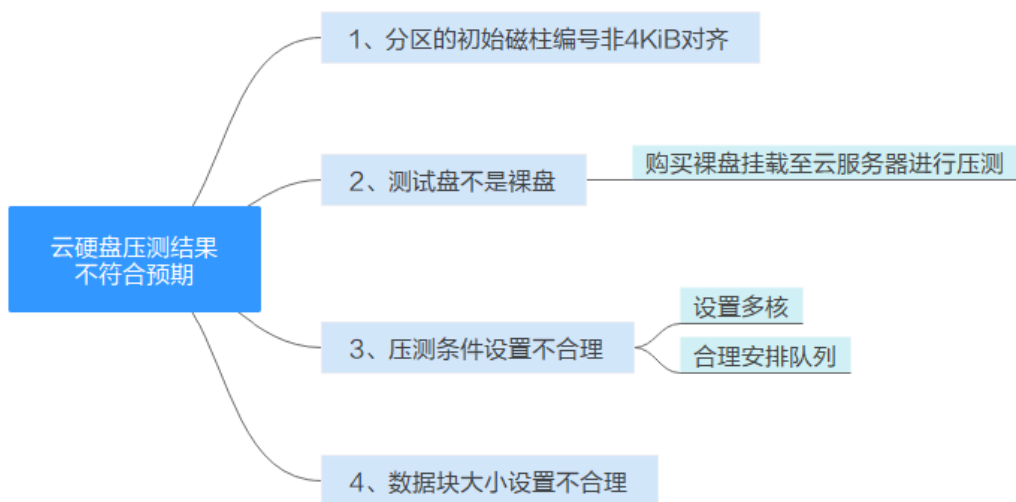 1、分区的初始磁柱编号非4KiB对齐
2、测试盘不是裸盘
购买裸盘挂载至云服务器进行压测
云硬盘压测结果
不符合预期
3、压测条件设置不合理
设置多核
合理安排队列
4、数据块大小设置不合理